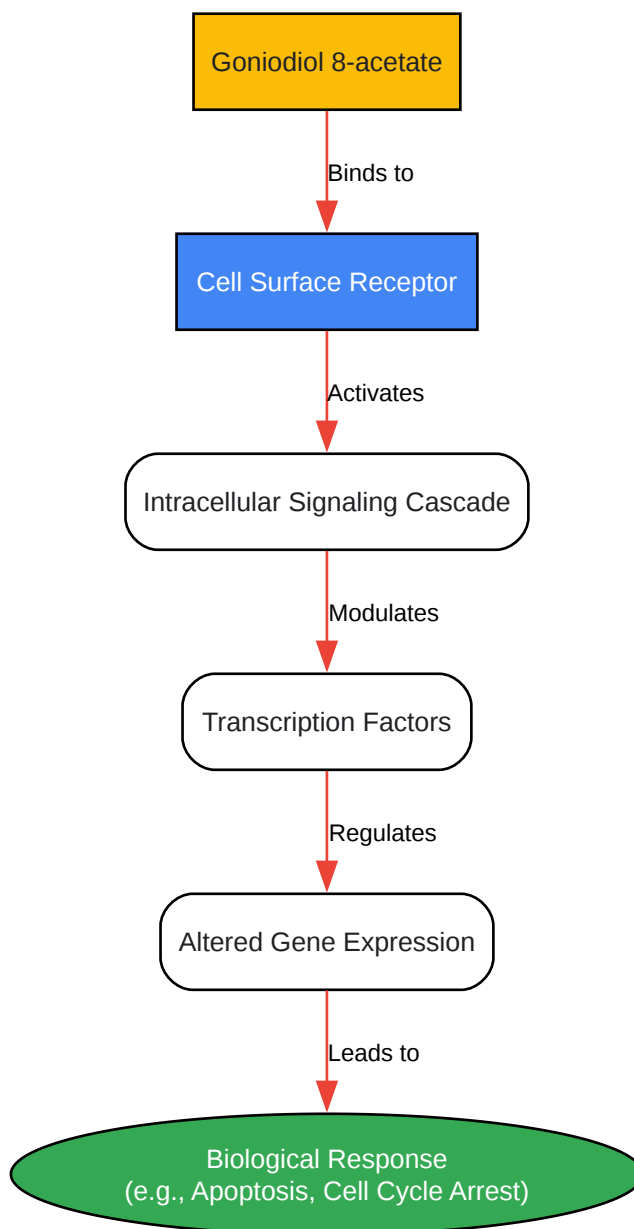 Goniodiol 8-acetate
Binds to
Cell Surface Receptor
Activates
Intracellular Signaling Cascade
Modulates
Transcription Factors
Regulates
Altered Gene Expression
Leads to
Biological Response
(e.g., Apoptosis, Cell Cycle Arrest)